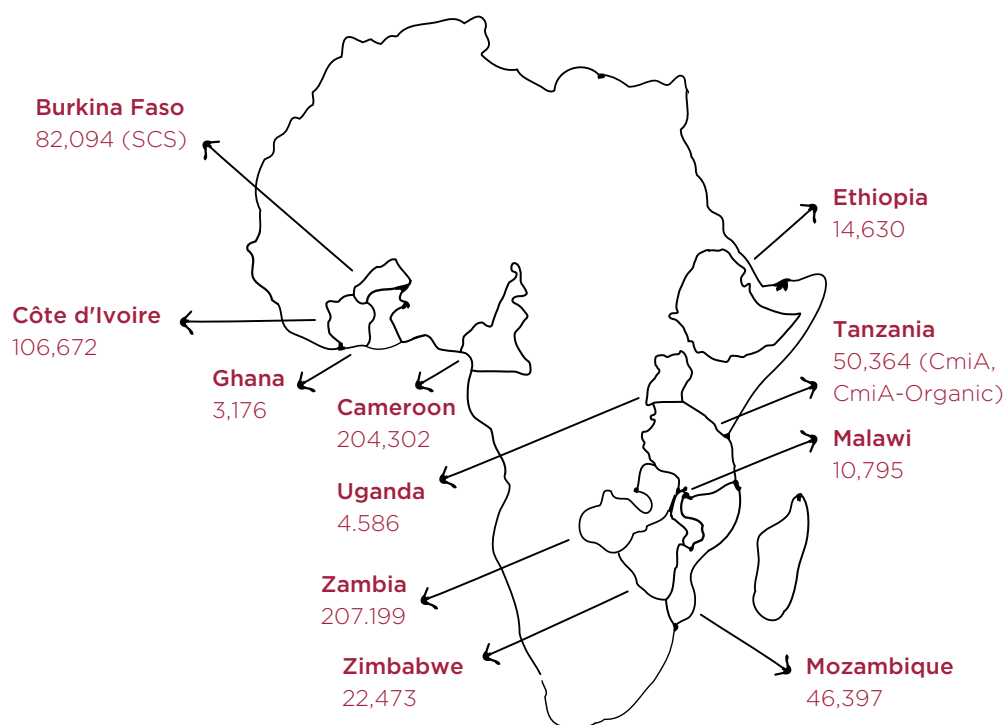 Burkina Faso
82,094 (SCS)
Ethiopia
14,630
Côte d'Ivoire
106,672
Tanzania
50,364 (CmiA,
CmiA-Organic)
Ghana
3,176
Cameroon
204,302
Malawi
10,795
Uganda
4.586
Zambia
207.199
Zimbabwe
22,473
Mozambique
46,397